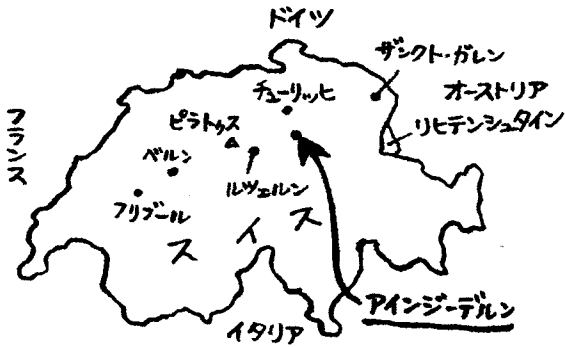 ドイツ
ザンクト・ガレン
チューリッヒ
オーストリア
フランス
ピラトゥス
リヒテンシュタイン
ベルン
ルツェルン
フリブール
スイス
アインジーデルン
イタリア